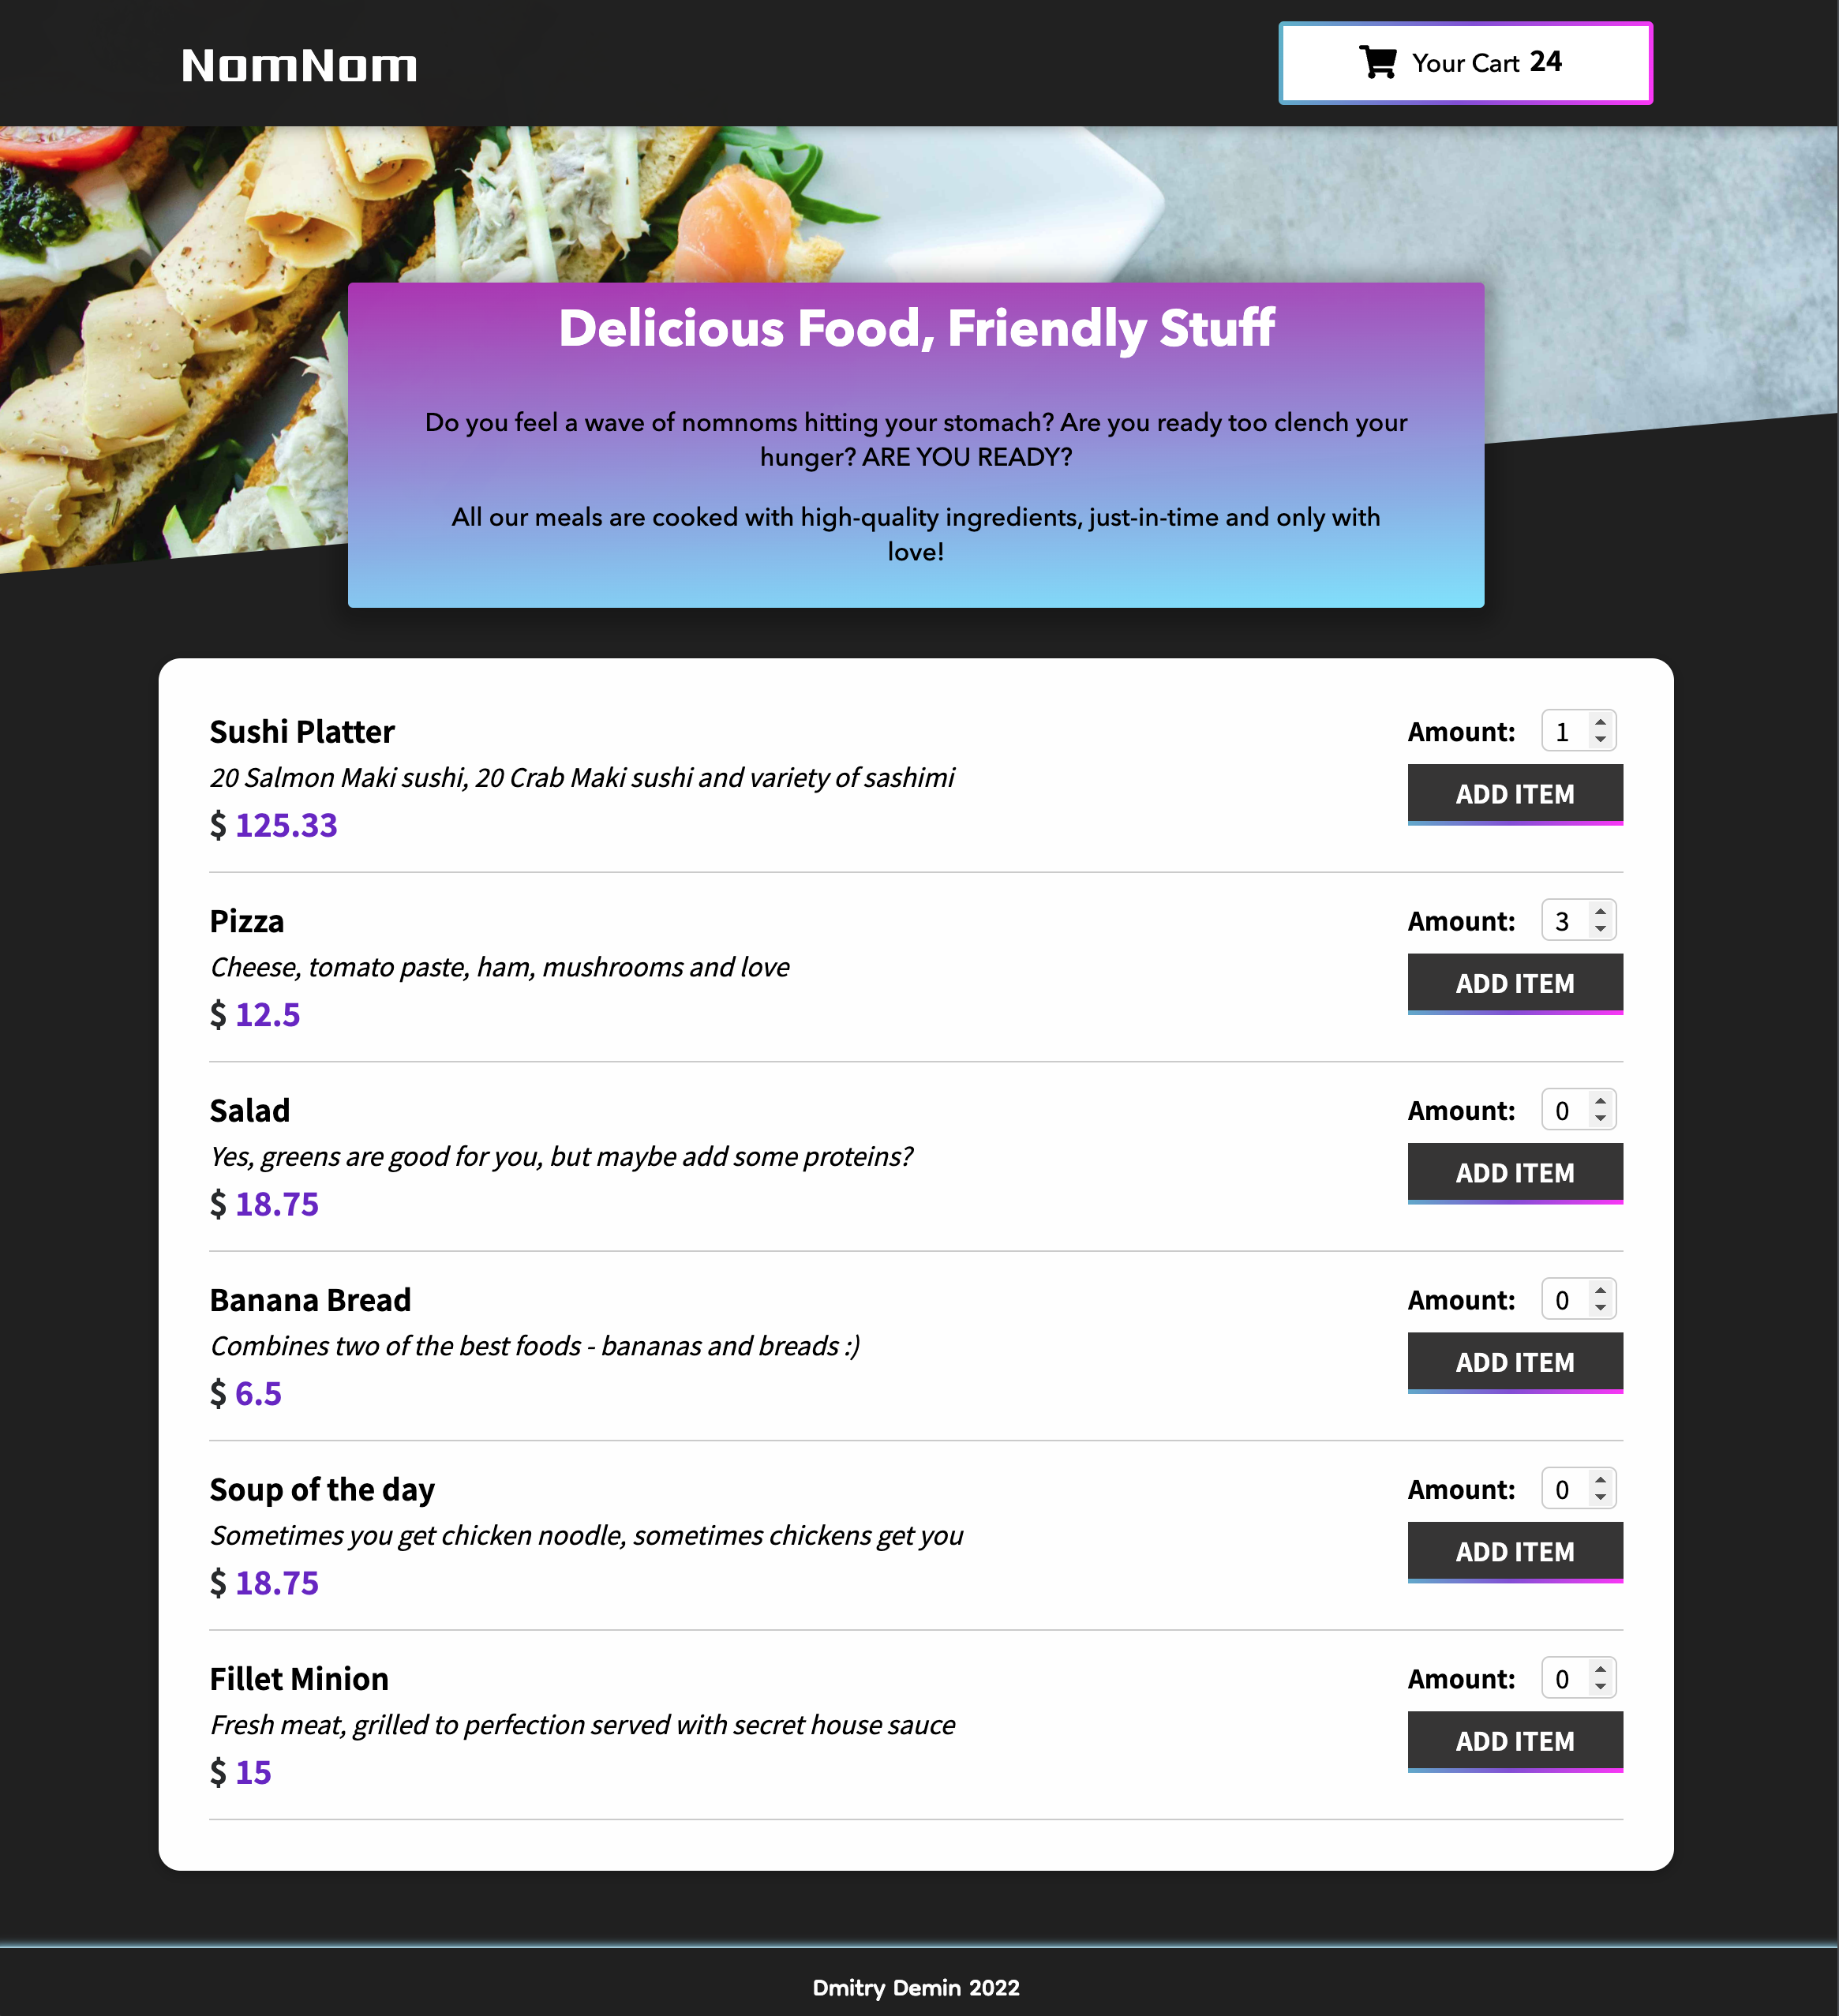 NomNom
Your Cart 24
Delicious Food, Friendly Stuff
Do you feel a wave of nomnoms hitting your stomach? Are you ready too clench your
hunger? ARE YOU READY?
All our meals are cooked with high-quality ingredients, just-in-time and only with
love!
Sushi Platter
20 Salmon Maki sushi, 20 Crab Maki sushi and variety of sashimi
$ 125.33
Amount: 1
ADD ITEM
Pizza
Cheese, tomato paste, ham, mushrooms and love
$ 12.5
Amount: 3
ADD ITEM
Salad
Yes, greens are good for you, but maybe add some proteins?
$ 18.75
Amount: 0
ADD ITEM
Banana Bread
Combines two of the best foods - bananas and breads :)
$ 6.5
Amount: 0
ADD ITEM
Soup of the day
Sometimes you get chicken noodle, sometimes chickens get you
$ 18.75
Amount: 0
ADD ITEM
Fillet Minion
Fresh meat, grilled to perfection served with secret house sauce
$ 15
Amount: 0
ADD ITEM
Dmitry Demin 2022